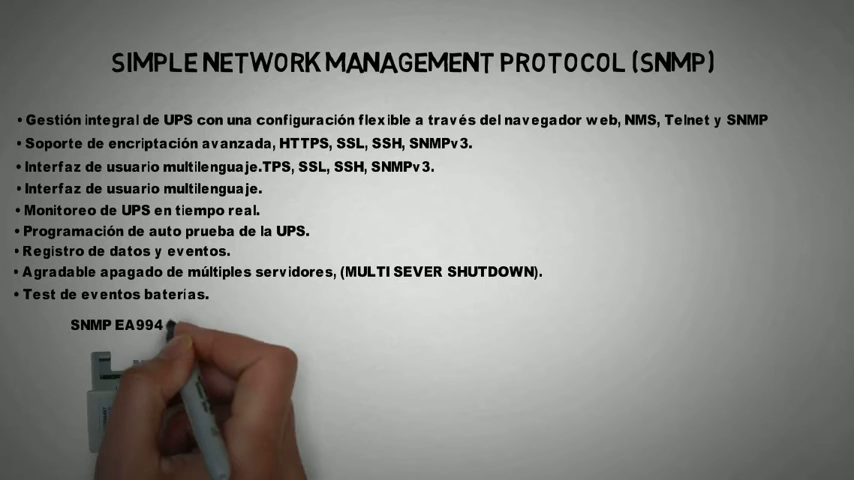 SIMPLE NETWORK MANAGEMENT PROTOCOL (SNMP)
• Gestión integral de UPS con una configuración flexible a través del navegador web, NMS, Telnet y SNMP
• Soporte de encriptación avanzada, HTTPS, SSL, SSH, SNMPv3.
• Interfaz de usuario multilenguaje.TPS, SSL, SSH, SNMPv3.
• Interfaz de usuario multilenguaje.
• Monitoreo de UPS en tiempo real.
• Programación de auto prueba de la UPS.
• Registro de datos y eventos.
• Agradable apagado de múltiples servidores, (MULTI SEVER SHUTDOWN).
• Test de eventos baterías.
SNMP EA994